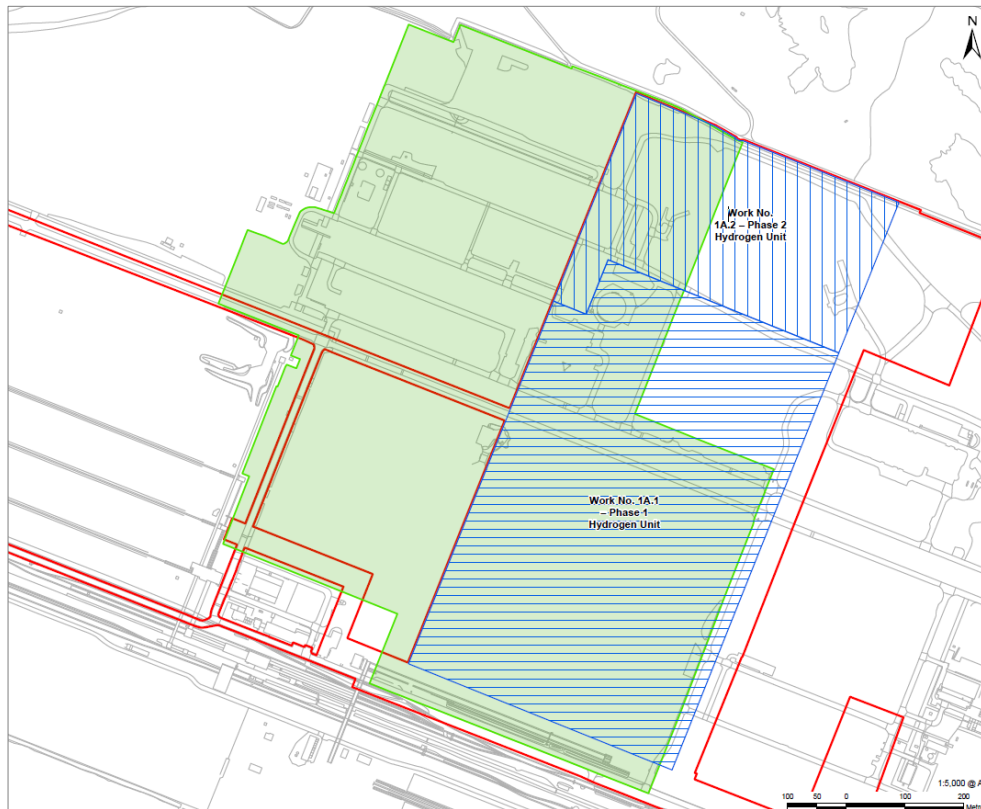 N
Work No.
1A.2 – Phase 2
Hydrogen Unit
Work No. 1A.1
– Phase 1
Hydrogen Unit
1:5,000 @ A
100 50 0 100 200